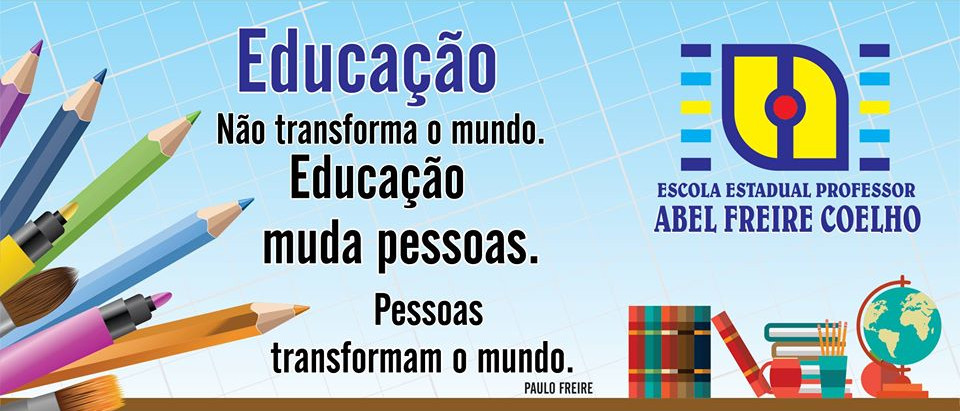 Educação
Não transforma o mundo.
Educação
muda pessoas.
Pessoas
transformam o mundo.
PAULO FREIRE
ESCOLA ESTADUAL PROFESSOR
ABEL FREIRE COELHO